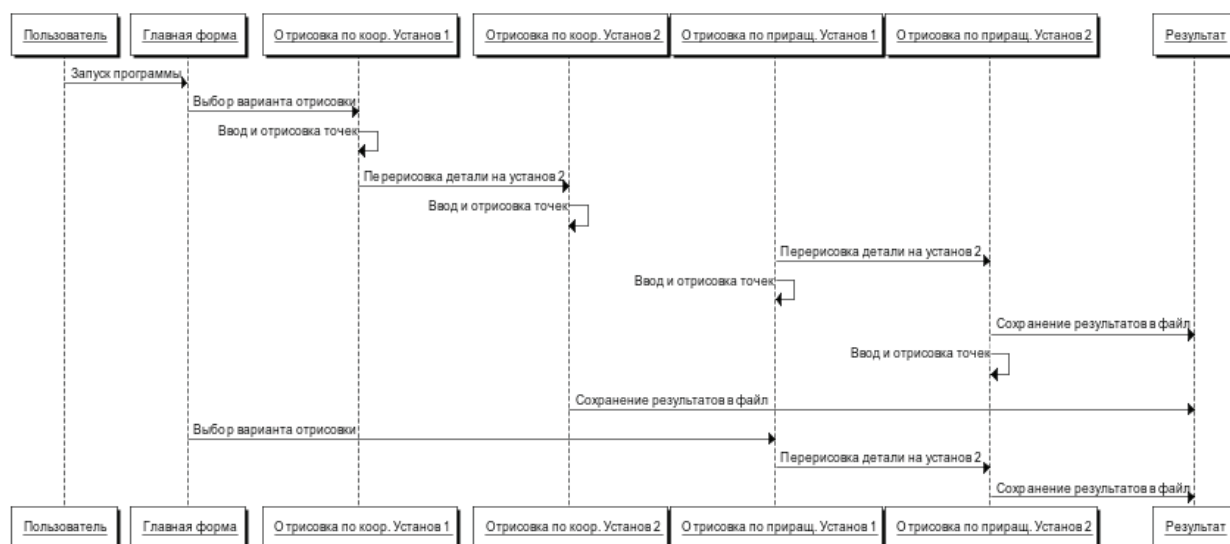 Пользователь
Главная форма
Отрисовка по коор. Установ 1
Отрисовка по коор. Установ 2
Отрисовка по приращ. Установ 1
Отрисовка по приращ. Установ 2
Результат
Запуск программы
Выбор варианта отрисовки
Ввод и отрисовка точек
Перерисовка детали на установ 2
Ввод и отрисовка точек
Перерисовка детали на установ 2
Ввод и отрисовка точек
Сохранение результатов в файл
Ввод и отрисовка точек
Сохранение результатов в файл
Выбор варианта отрисовки
Перерисовка детали на установ 2
Сохранение результатов в файл
Пользователь
Главная форма
Отрисовка по коор. Установ 1
Отрисовка по коор. Установ 2
Отрисовка по приращ. Установ 1
Отрисовка по приращ. Установ 2
Результат